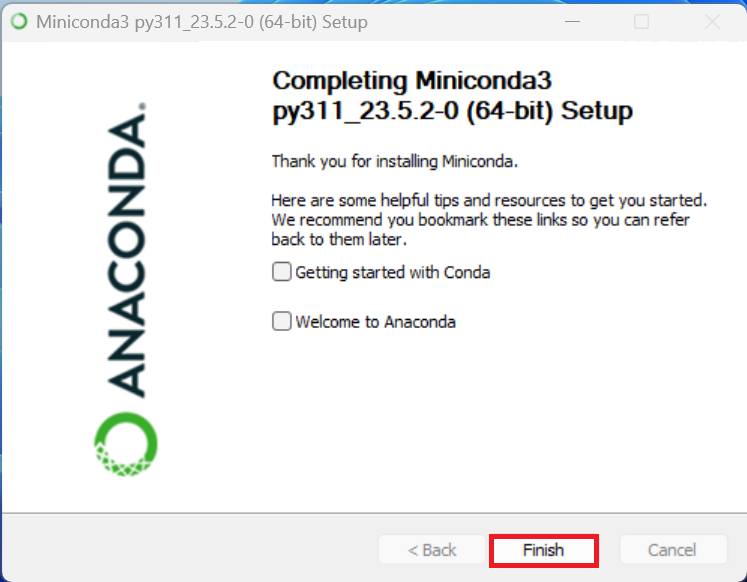 Miniconda3 py311_23.5.2-0 (64-bit) Setup
Completing Miniconda3
py311_23.5.2-0 (64-bit) Setup
Thank you for installing Miniconda.
Here are some helpful tips and resources to get you started.
We recommend you bookmark these links so you can refer
back to them later.
Getting started with Conda
Welcome to Anaconda
ANACONDA.
< Back
Finish
Cancel